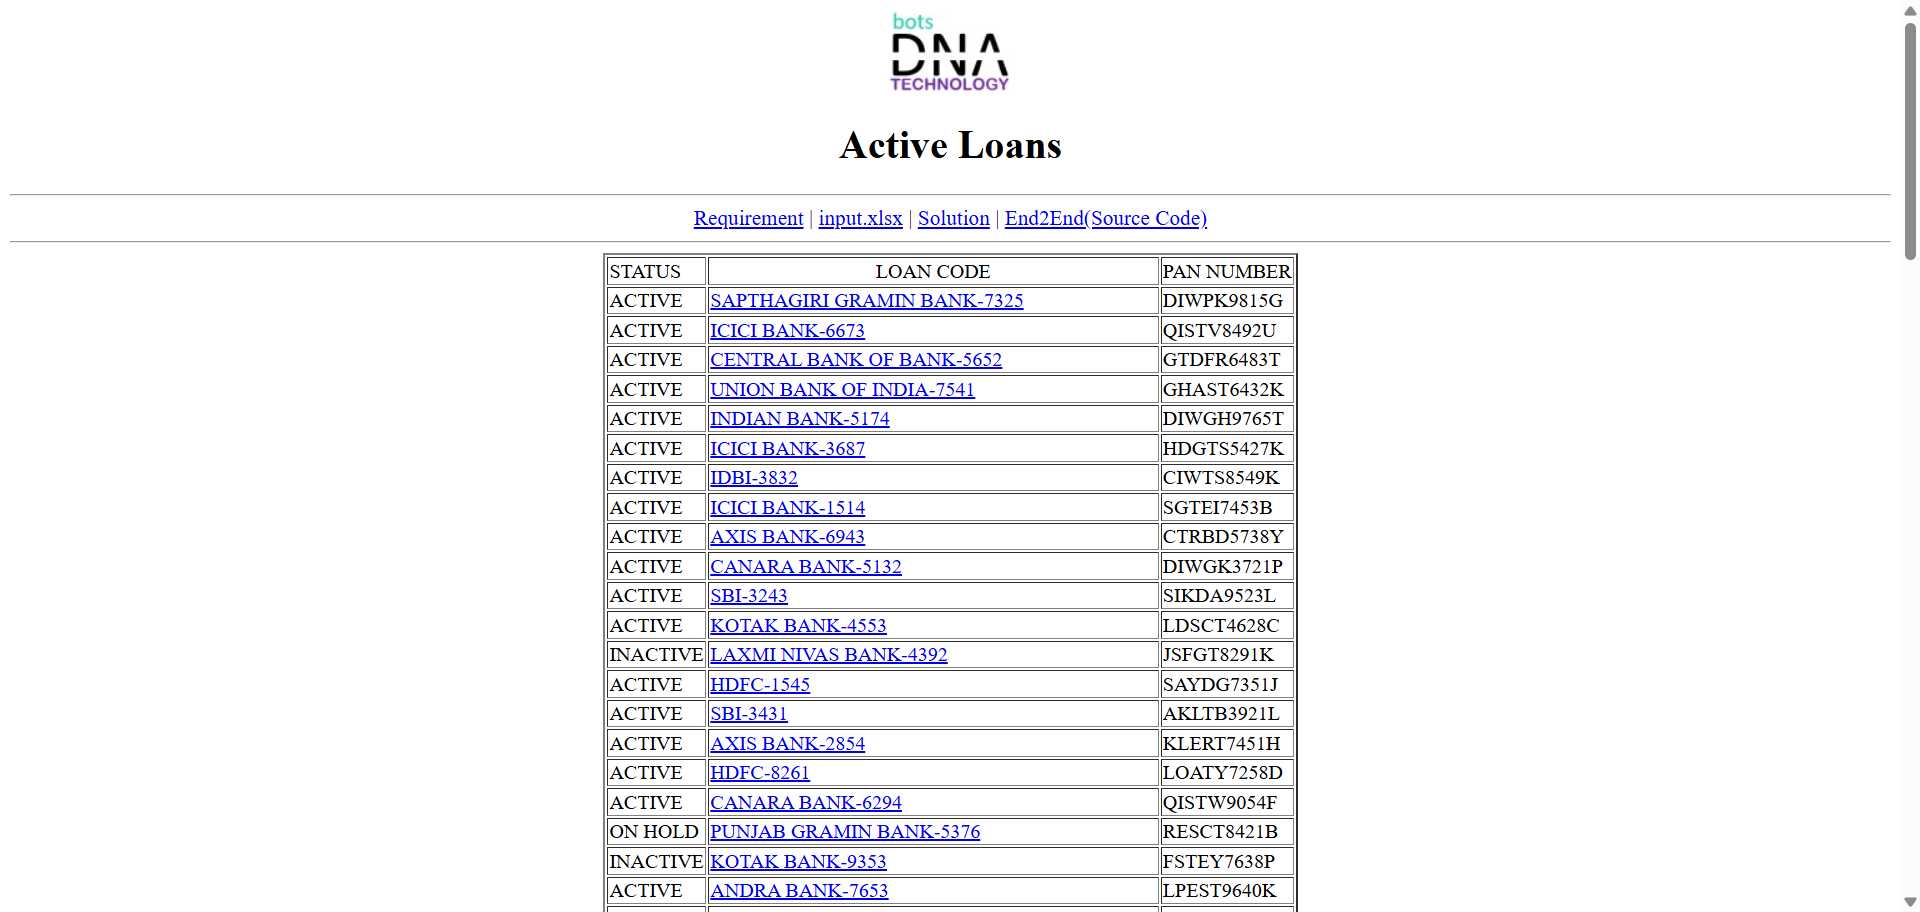 bots
DNA
TECHNOLOGY
Active Loans
Requirement | input.xlsx | Solution | End2End(Source Code)
STATUS LOAN CODE PAN NUMBER
ACTIVE SAPTHAGIRI GRAMIN BANK-7325 DIWPK9815G
ACTIVE ICICI BANK-6673 QISTV8492U
ACTIVE CENTRAL BANK OF BANK-5652 GTDFR6483T
ACTIVE UNION BANK OF INDIA-7541 GHAST6432K
ACTIVE INDIAN BANK-5174 DIWGH9765T
ACTIVE ICICI BANK-3687 HDGTS5427K
ACTIVE IDBI-3832 CIWTS8549K
ACTIVE ICICI BANK-1514 SGTEI7453B
ACTIVE AXIS BANK-6943 CTRBD5738Y
ACTIVE CANARA BANK-5132 DIWGK3721P
ACTIVE SBI-3243 SIKDA9523L
ACTIVE KOTAK BANK-4553 LDSCT4628C
INACTIVE LAXMI NIVAS BANK-4392 JSFGT8291K
ACTIVE HDFC-1545 SAYDG7351J
ACTIVE SBI-3431 AKLTB3921L
ACTIVE AXIS BANK-2854 KLERT7451H
ACTIVE HDFC-8261 LOATY7258D
ACTIVE CANARA BANK-6294 QISTW9054F
ON HOLD PUNJAB GRAMIN BANK-5376 RESCT8421B
INACTIVE KOTAK BANK-9353 FSTEY7638P
ACTIVE ANDRA BANK-7653 LPEST9640K